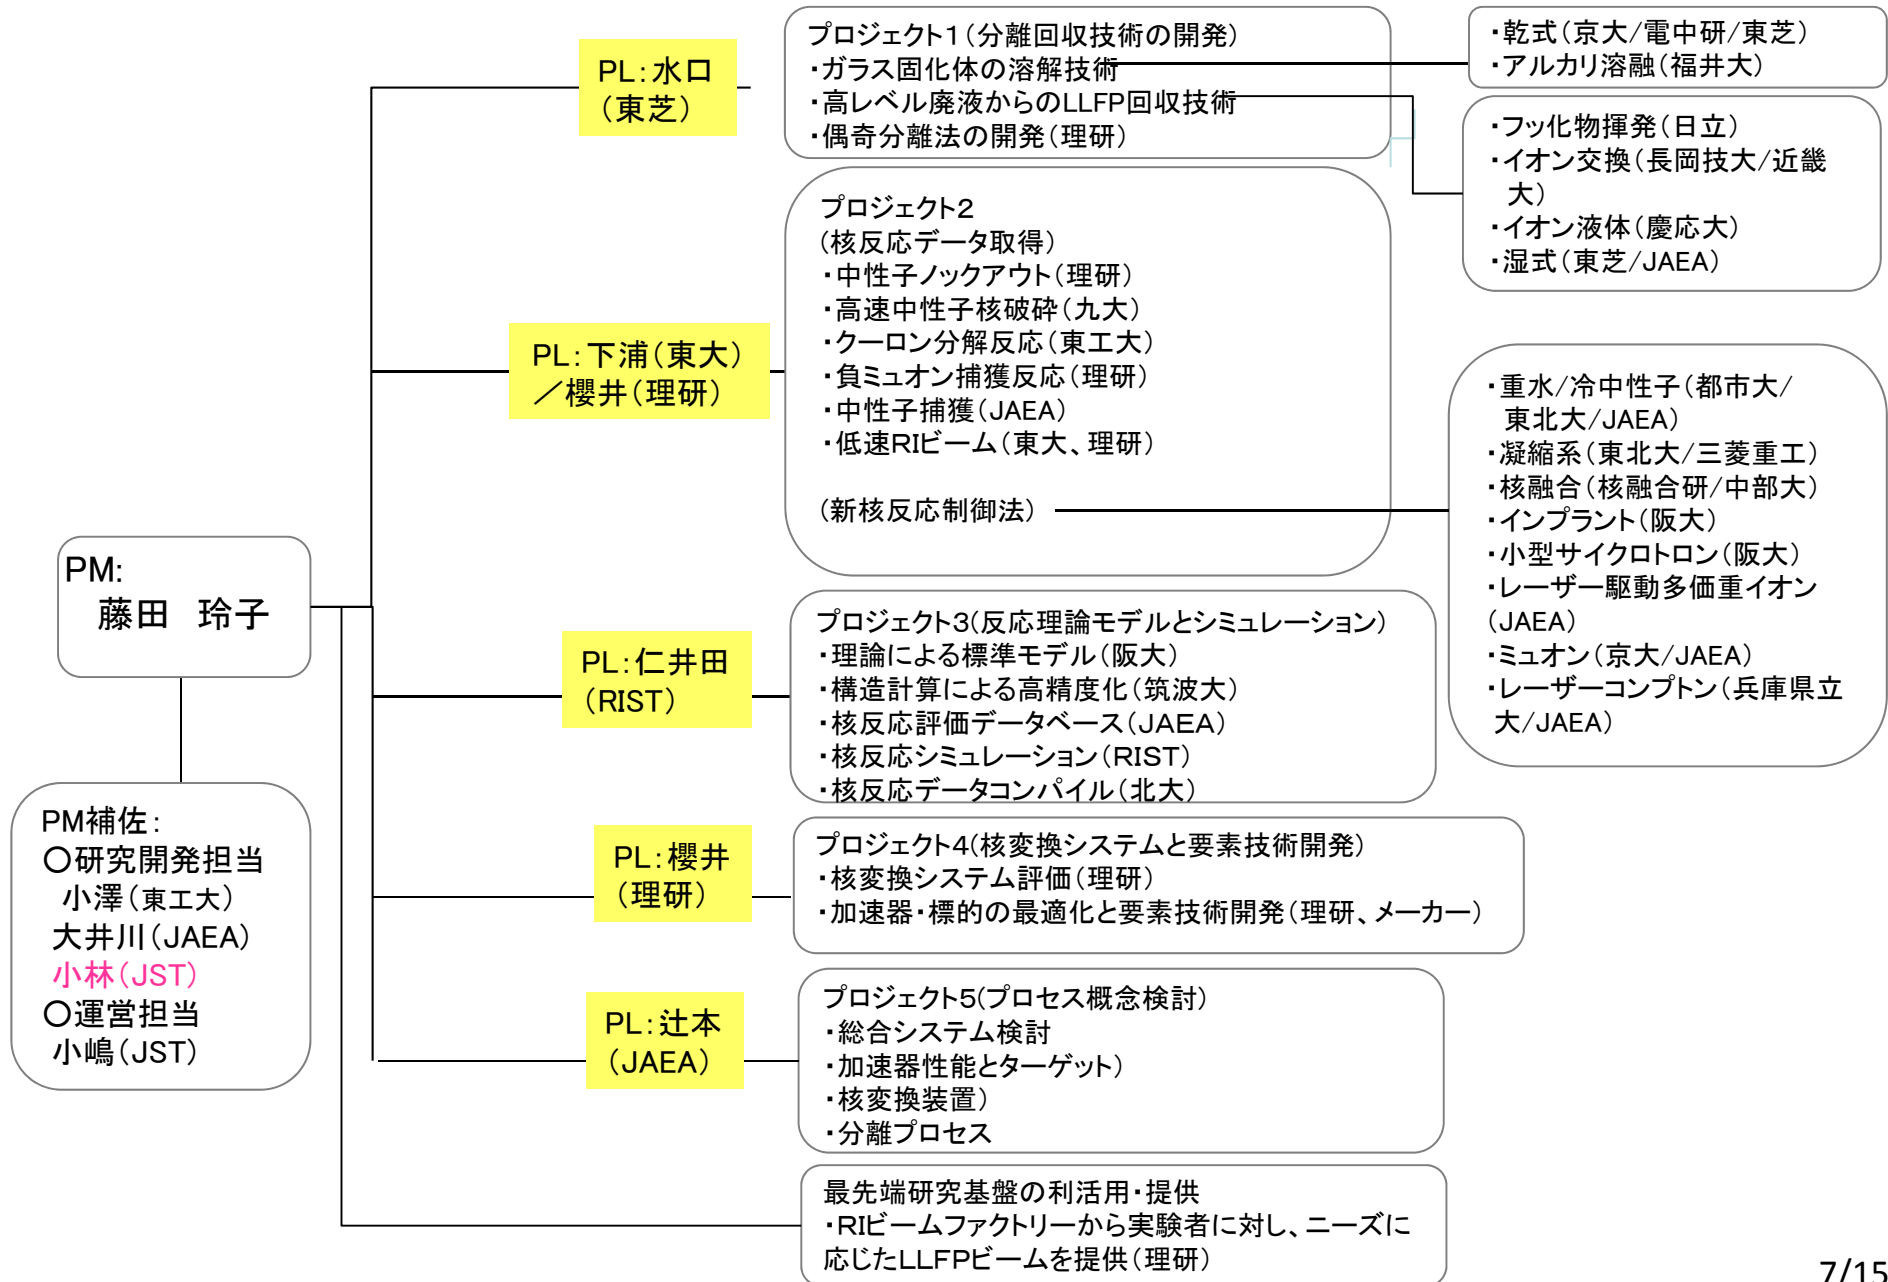 PM:
藤田　玲子
PM補佐：
〇研究開発担当
小澤（東工大）
大井川（JAEA）
小林（JST）
〇運営担当
小嶋（JST）
PL：水口
（東芝）
プロジェクト1（分離回収技術の開発）
・ガラス固化体の溶解技術
・高レベル廃液からのLLFP回収技術
・偶奇分離法の開発（理研）
・乾式（京大/電中研/東芝）
・アルカリ溶融（福井大）
・フッ化物揮発（日立）
・イオン交換（長岡技大/近畿
大）
・イオン液体（慶応大）
・湿式（東芝/JAEA）
PL：下浦（東大）
／櫻井（理研）
プロジェクト2
（核反応データ取得）
・中性子ノックアウト（理研）
・高速中性子核破砕（九大）
・クーロン分解反応（東工大）
・負ミュオン捕獲反応（理研）
・中性子捕獲（JAEA）
・低速RIビーム（東大、理研）
（新核反応制御法）
・重水/冷中性子（都市大/
東北大/JAEA）
・凝縮系（東北大/三菱重工）
・核融合（核融合研/中部大）
・インプラント（阪大）
・小型サイクロトロン（阪大）
・レーザー駆動多価重イオン
（JAEA）
・ミュオン（京大/JAEA）
・レーザーコンプトン（兵庫県立
大/JAEA）
PL：仁井田
（RIST）
プロジェクト3(反応理論モデルとシミュレーション）
・理論による標準モデル（阪大）
・構造計算による高精度化（筑波大）
・核反応評価データベース（JAEA）
・核反応シミュレーション（RIST）
・核反応データコンパイル（北大）
PL：櫻井
（理研）
プロジェクト4(核変換システムと要素技術開発）
・核変換システム評価（理研）
・加速器・標的の最適化と要素技術開発（理研、メーカー）
PL：辻本
（JAEA）
プロジェクト5(プロセス概念検討）
・総合システム検討
・加速器性能とターゲット）
・核変換装置）
・分離プロセス
最先端研究基盤の利活用・提供
・RIビームファクトリーから実験者に対し、ニーズに
応じたLLFPビームを提供（理研）
7/15